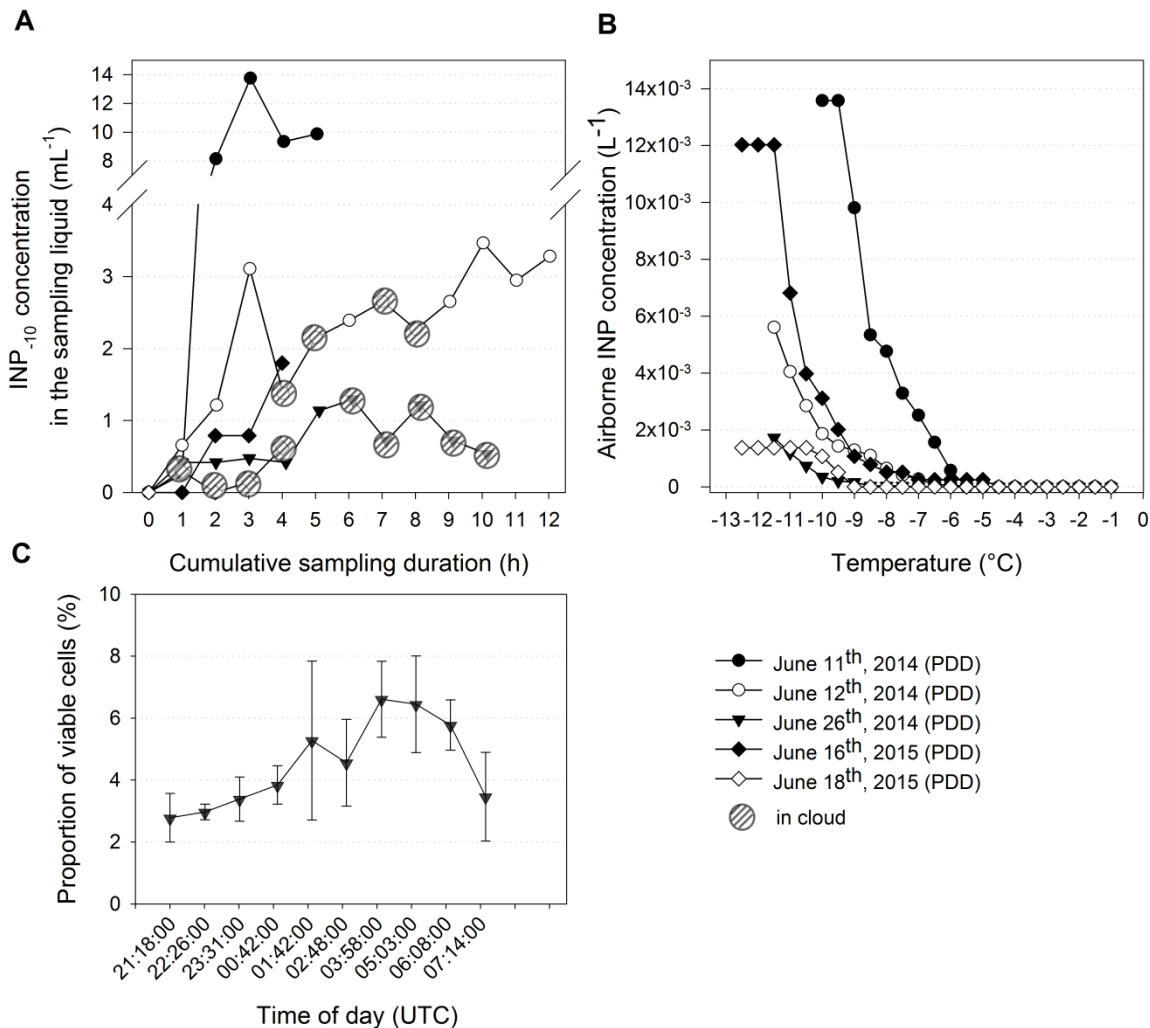 A
INP-10 concentration
in the sampling liquid (mL-1)
14
12
10
8
4
3
2
1
0
0 1 2 3 4 5 6 7 8 9 10 11 12
Cumulative sampling duration (h)
B
Airborne INP concentration (L-1)
14x10-3
12x10-3
10x10-3
8x10-3
6x10-3
4x10-3
2x10-3
0
-13 -12 -11 -10 -9 -8 -7 -6 -5 -4 -3 -2 -1 0
Temperature (°C)
C
Proportion of viable cells (%)
10
8
6
4
2
0
21:18:00
22:26:00
23:31:00
00:42:00
01:42:00
02:48:00
03:58:00
05:03:00
06:08:00
07:14:00
Time of day (UTC)
June 11th, 2014 (PDD)
June 12th, 2014 (PDD)
June 26th, 2014 (PDD)
June 16th, 2015 (PDD)
June 18th, 2015 (PDD)
in cloud